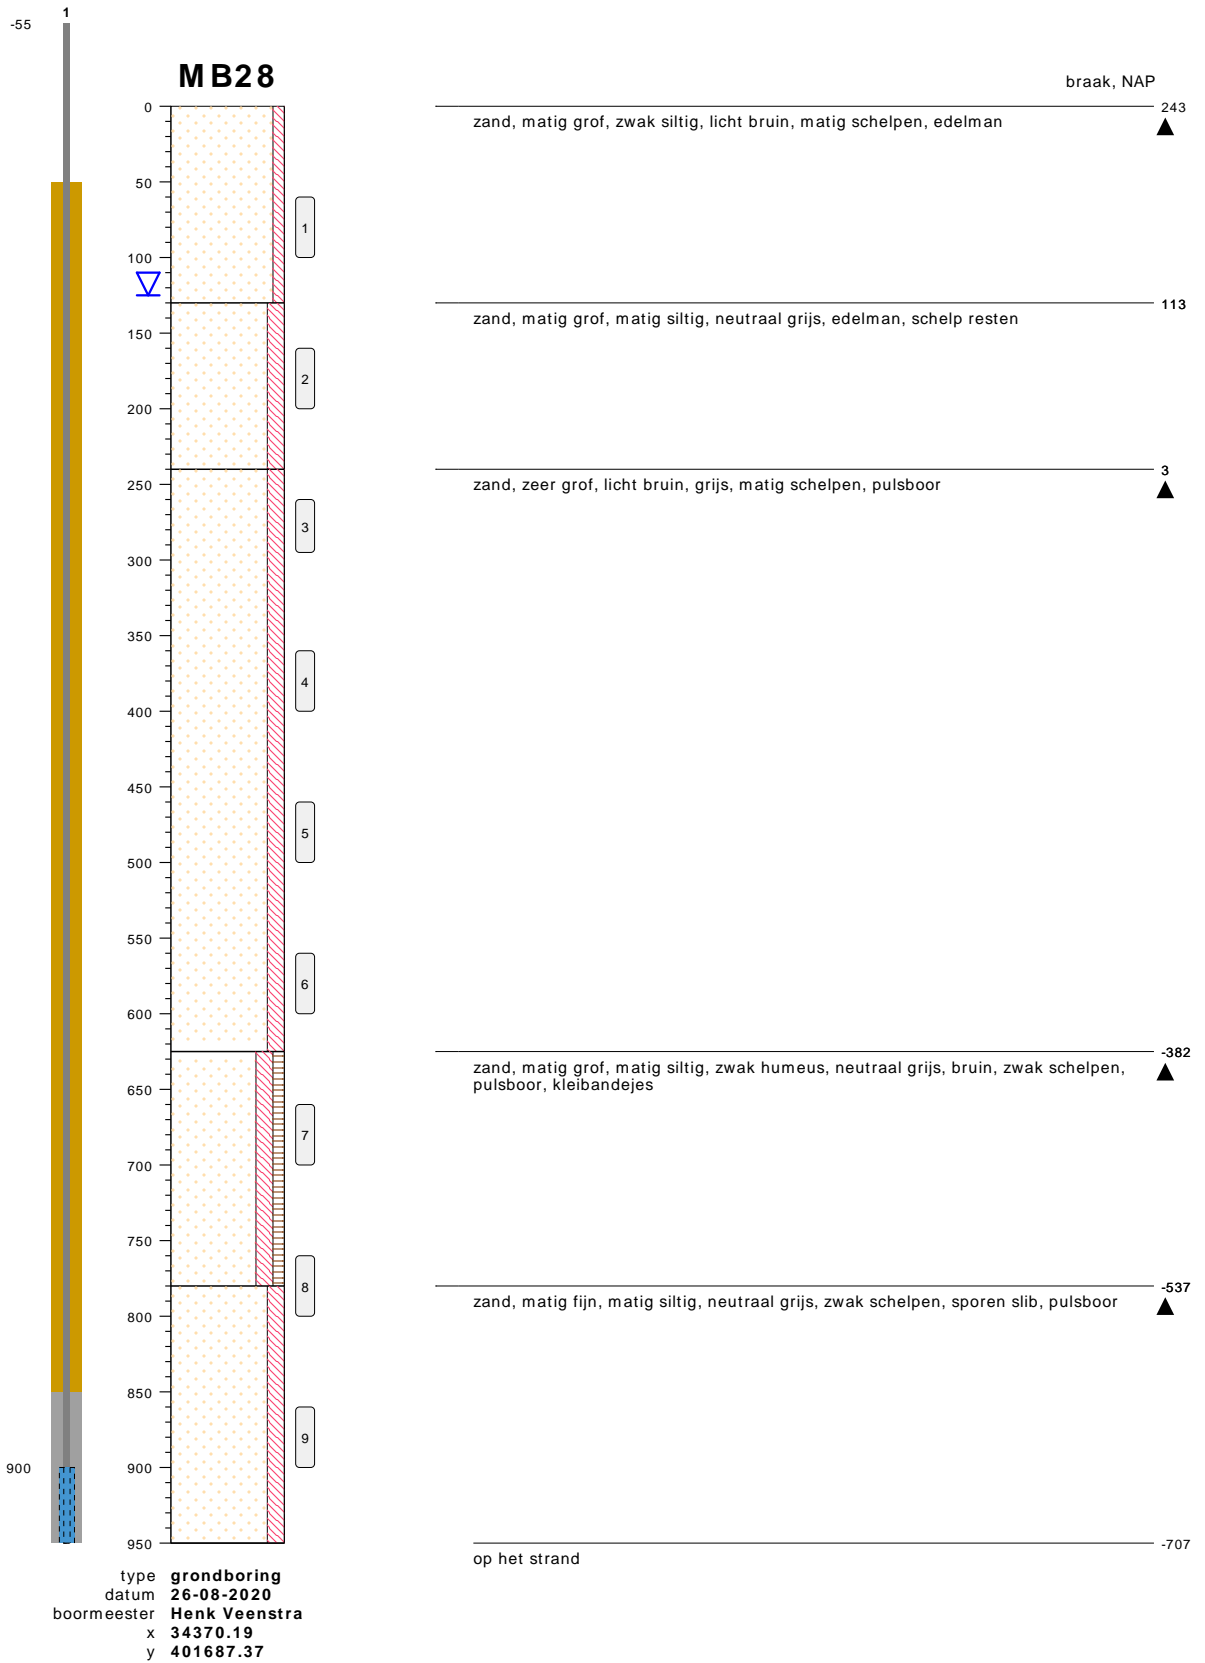 1
-55
MB28
braak, NAP
0
243
zand, matig grof, zwak siltig, licht bruin, matig schelpen, edelman
50
1
100
113
zand, matig grof, matig siltig, neutraal grijs, edelman, schelp resten
150
2
200
3
zand, zeer grof, licht bruin, grijs, matig schelpen, pulsboor
250
3
300
350
4
400
450
5
500
550
6
600
-382
zand, matig grof, matig siltig, zwak humeus, neutraal grijs, bruin, zwak schelpen,
pulsboor, kleibandejes
650
7
700
750
8
-537
zand, matig fijn, matig siltig, neutraal grijs, zwak schelpen, sporen slib, pulsboor
800
850
9
900
900
950
-707
op het strand
type grondboring
datum 26-08-2020
boormeester Henk Veenstra
x 34370.19
y 401687.37